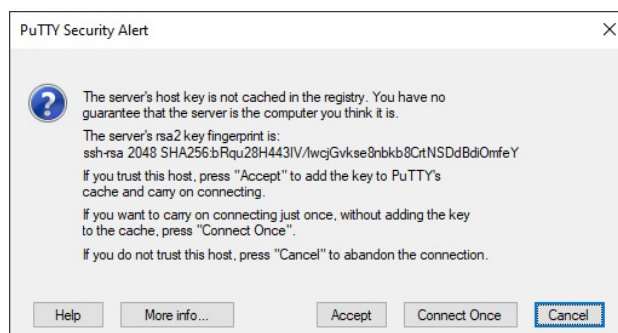 PuTTY Security Alert
The server's host key is not cached in the registry. You have no
guarantee that the server is the computer you think it is.
The server's rsa2 key fingerprint is:
ssh-rsa 2048 SHA256:bRqu28H443IV/lwcjGvkse8nbkb8CrtNSDdBdiOmfeY
If you trust this host, press "Accept" to add the key to PuTTY's
cache and carry on connecting.
If you want to carry on connecting just once, without adding the key
to the cache, press "Connect Once".
If you do not trust this host, press "Cancel" to abandon the connection.
Help More info... Accept Connect Once Cancel